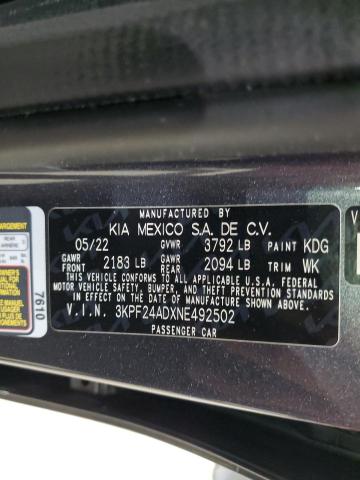 MANUFACTURED BY
KIA MEXICO S.A. DE C.V.
05/22 GVWR 3792 LB PAINT KDG
GAWR FRONT 2183 LB GAWR REAR 2094 LB TRIM WK
THIS VEHICLE CONFORMS TO ALL APPLICABLE U.S.A. FEDERAL
MOTOR VEHICLE SAFETY, BUMPER, AND THEFT PREVENTION
STANDARDS IN EFFECT ON THE DATE OF MANUFACTURE SHOWN ABOVE.
V.I.N. 3KPF24ADXNE492502
PASSENGER CAR
7610